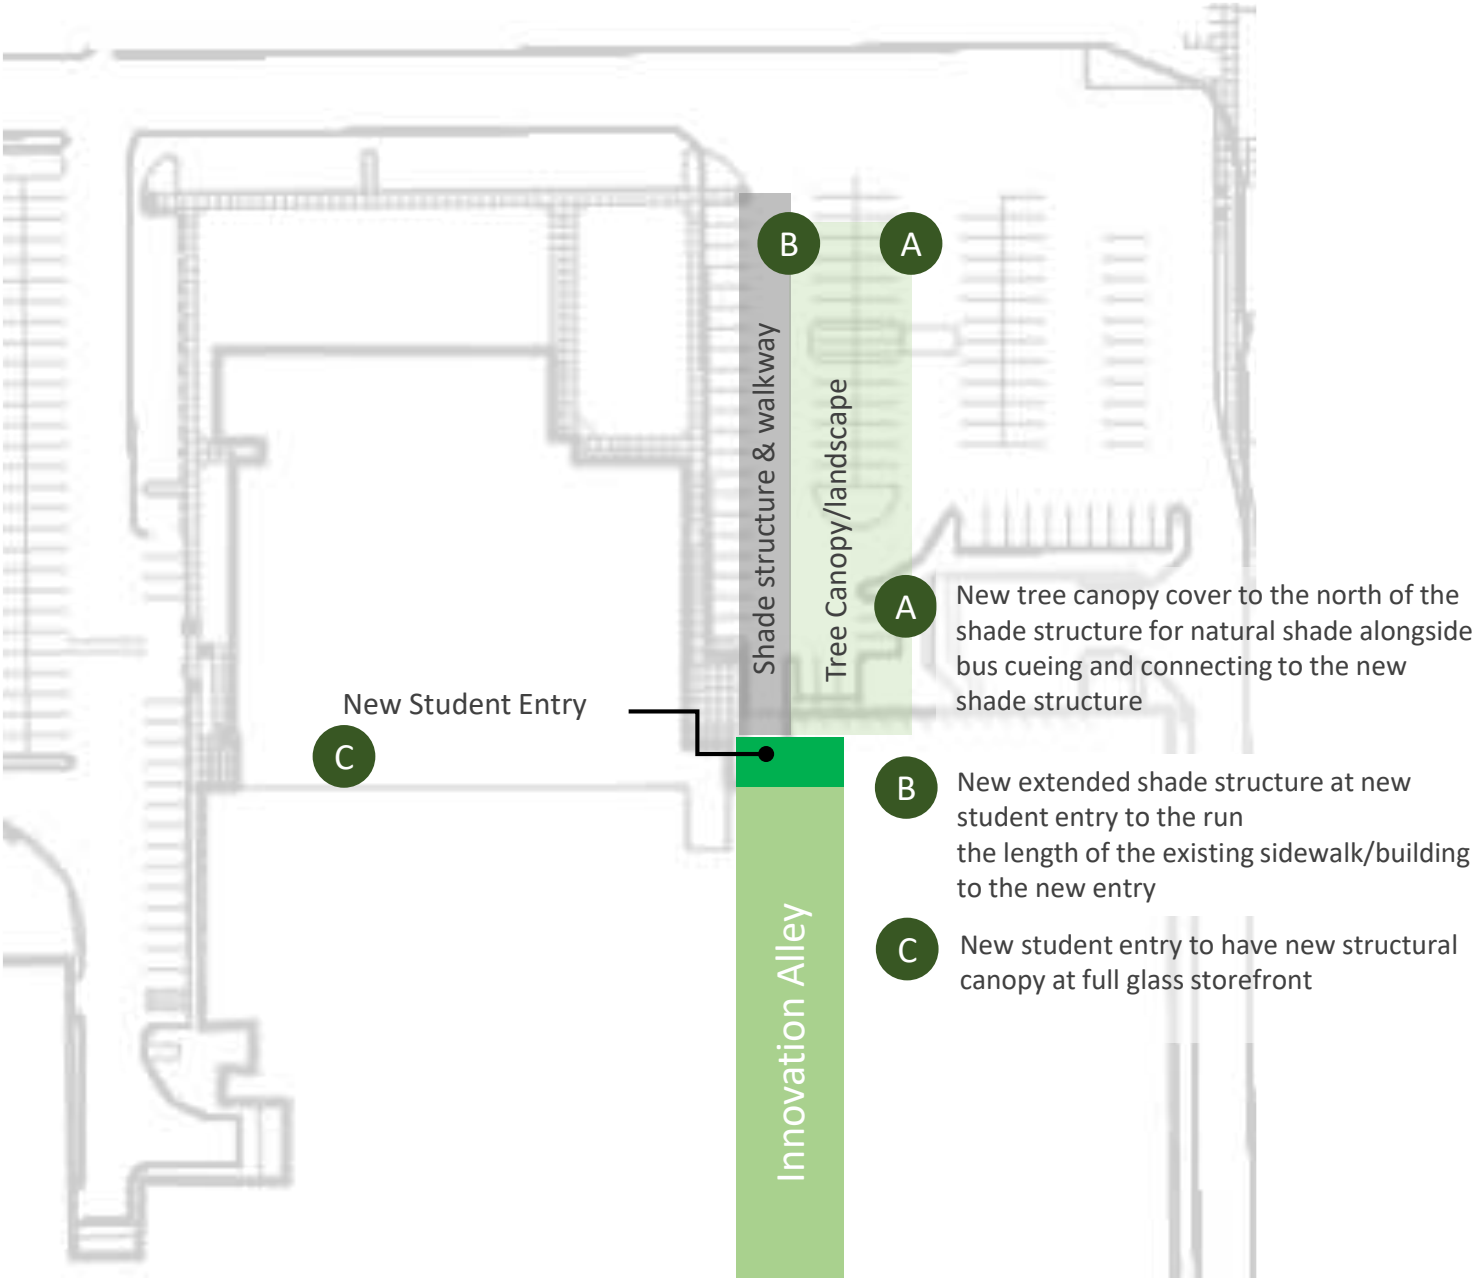 B
A
Shade structure & walkway
Tree Canopy/landscape
A
New tree canopy cover to the north of the
shade structure for natural shade alongside
bus cueing and connecting to the new
shade structure
New Student Entry
C
B
New extended shade structure at new
student entry to the run
the length of the existing sidewalk/building
to the new entry
C
New student entry to have new structural
canopy at full glass storefront
Innovation Alley